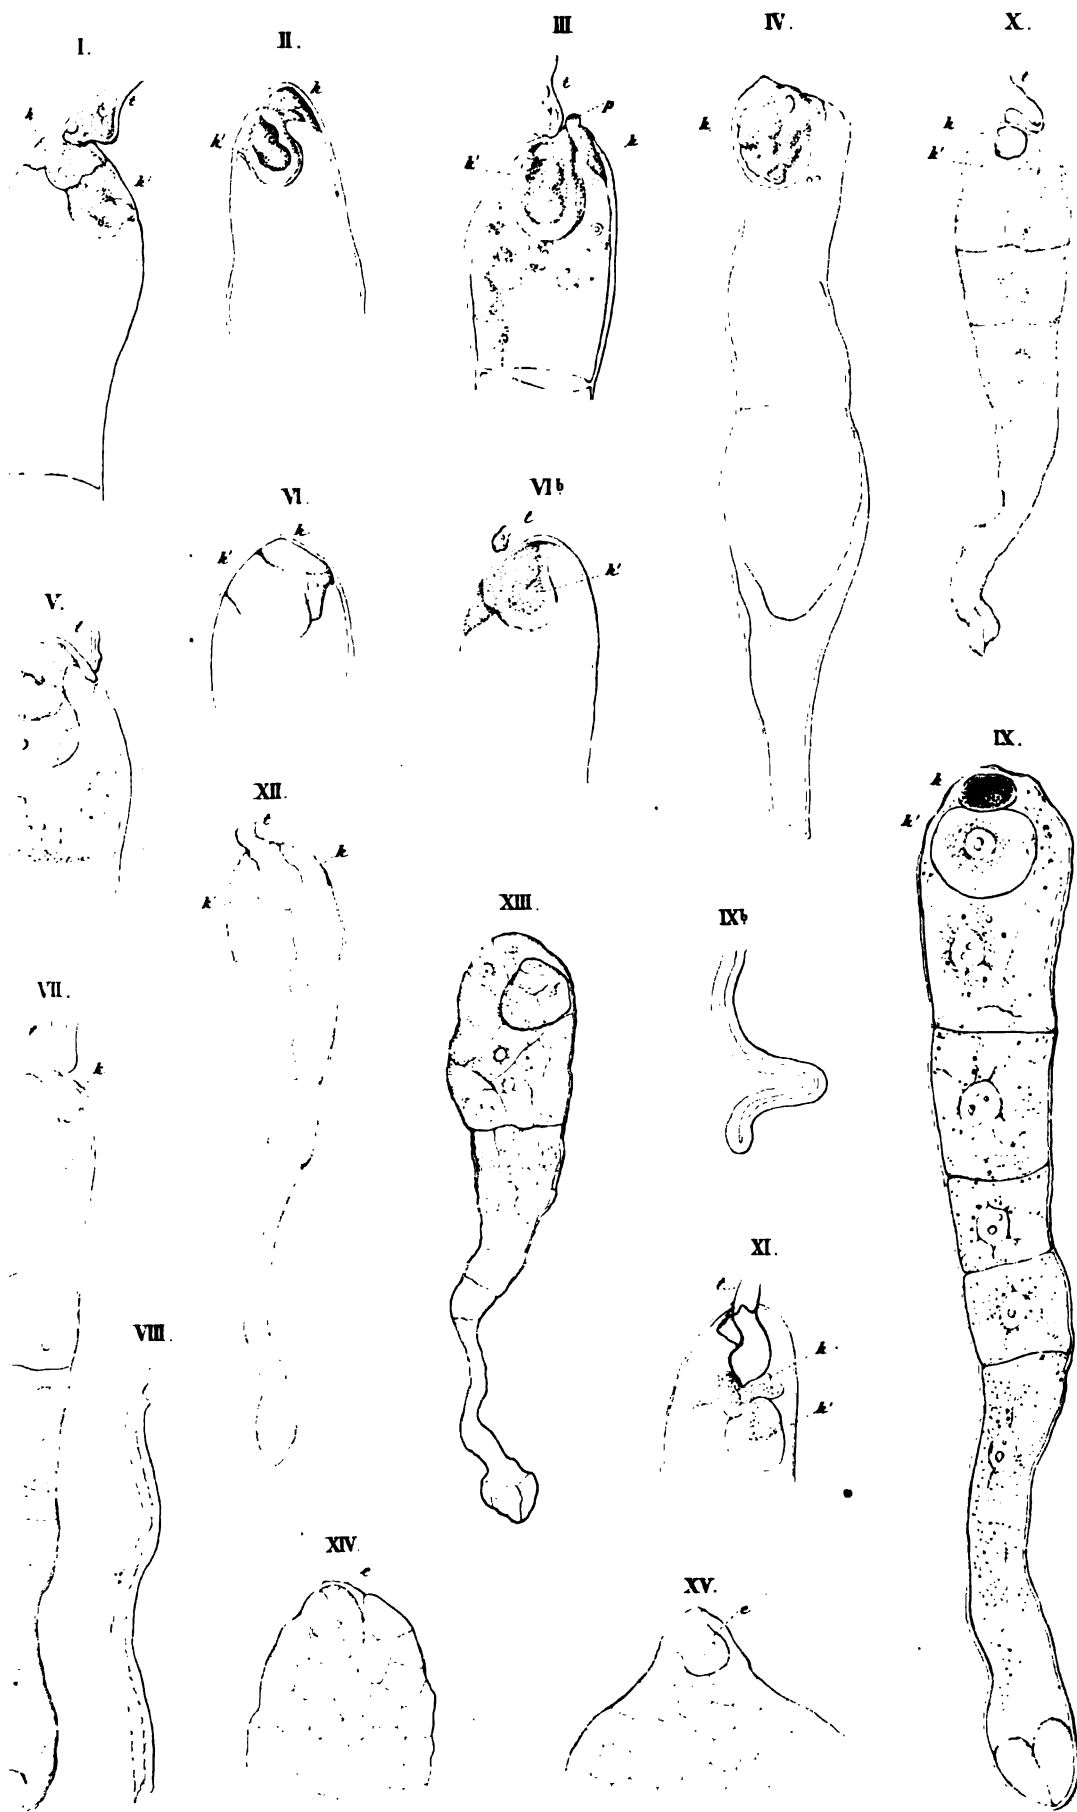 I.
II.
III
IV.
X.
k
t
k'
k
k'
t
p
k'
k
k
t
k
k'
VI.
k
k'
VI b
t
k'
V.
t
IX.
k
k'
XII.
t
k
k'
XIII.
IX b
VII.
k
VIII.
XI.
t
k
k'
XIV.
e
XV.
e